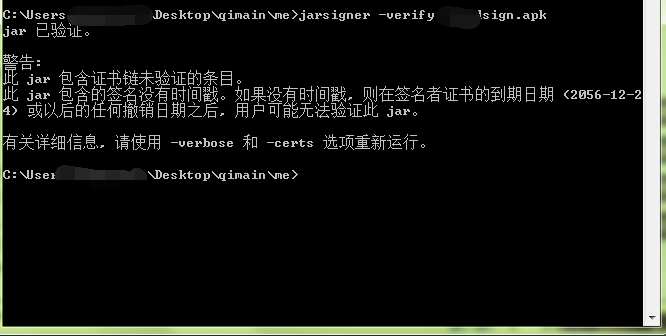 C:\Users \Desktop\qimain\me>jarsigner -verify lsign.apk
jar 已验证。
警告:
此 jar 包含证书链未验证的条目。
此 jar 包含的签名没有时间戳。如果没有时间戳, 则在签名者证书的到期日期 (2056-12-2
4) 或以后的任何撤销日期之后, 用户可能无法验证此 jar。
有关详细信息, 请使用 -verbose 和 -certs 选项重新运行。
C:\User \Desktop\qimain\me>